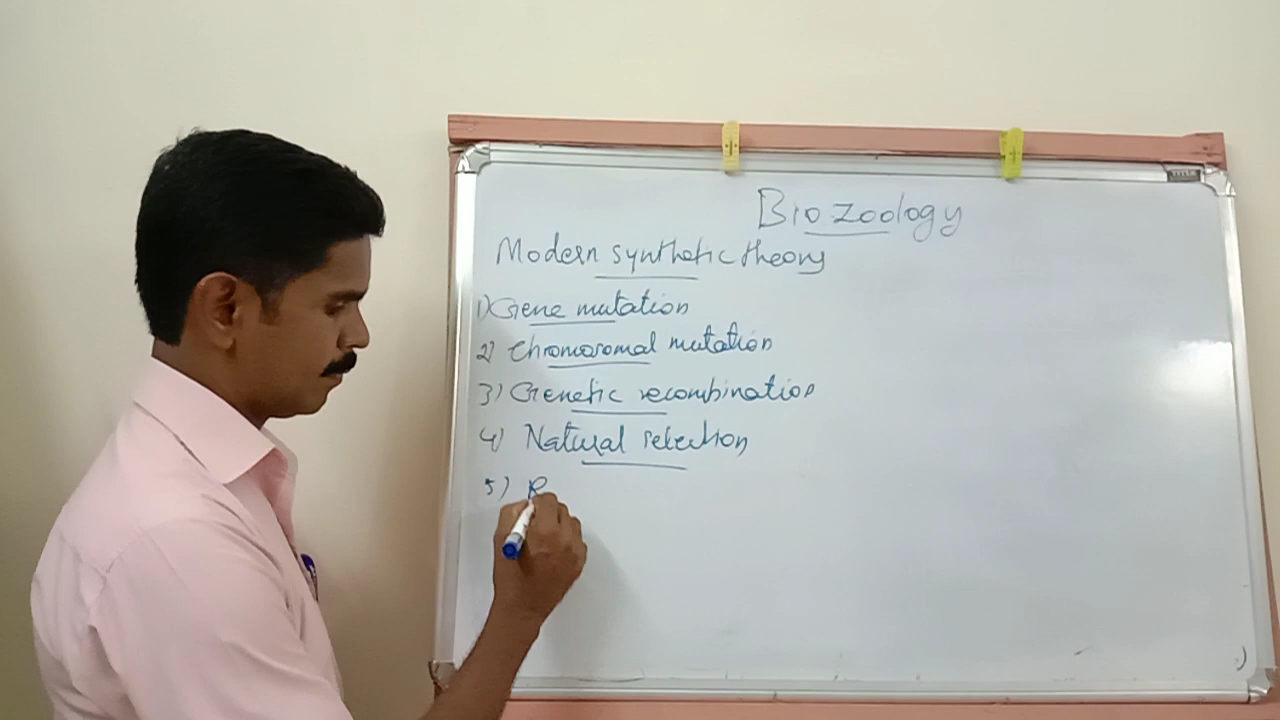 Bio zoology
Modern synthetic theory
1) Gene mutation
2) Chromosomal mutation
3) Genetic recombination
4) Natural selection
5) R